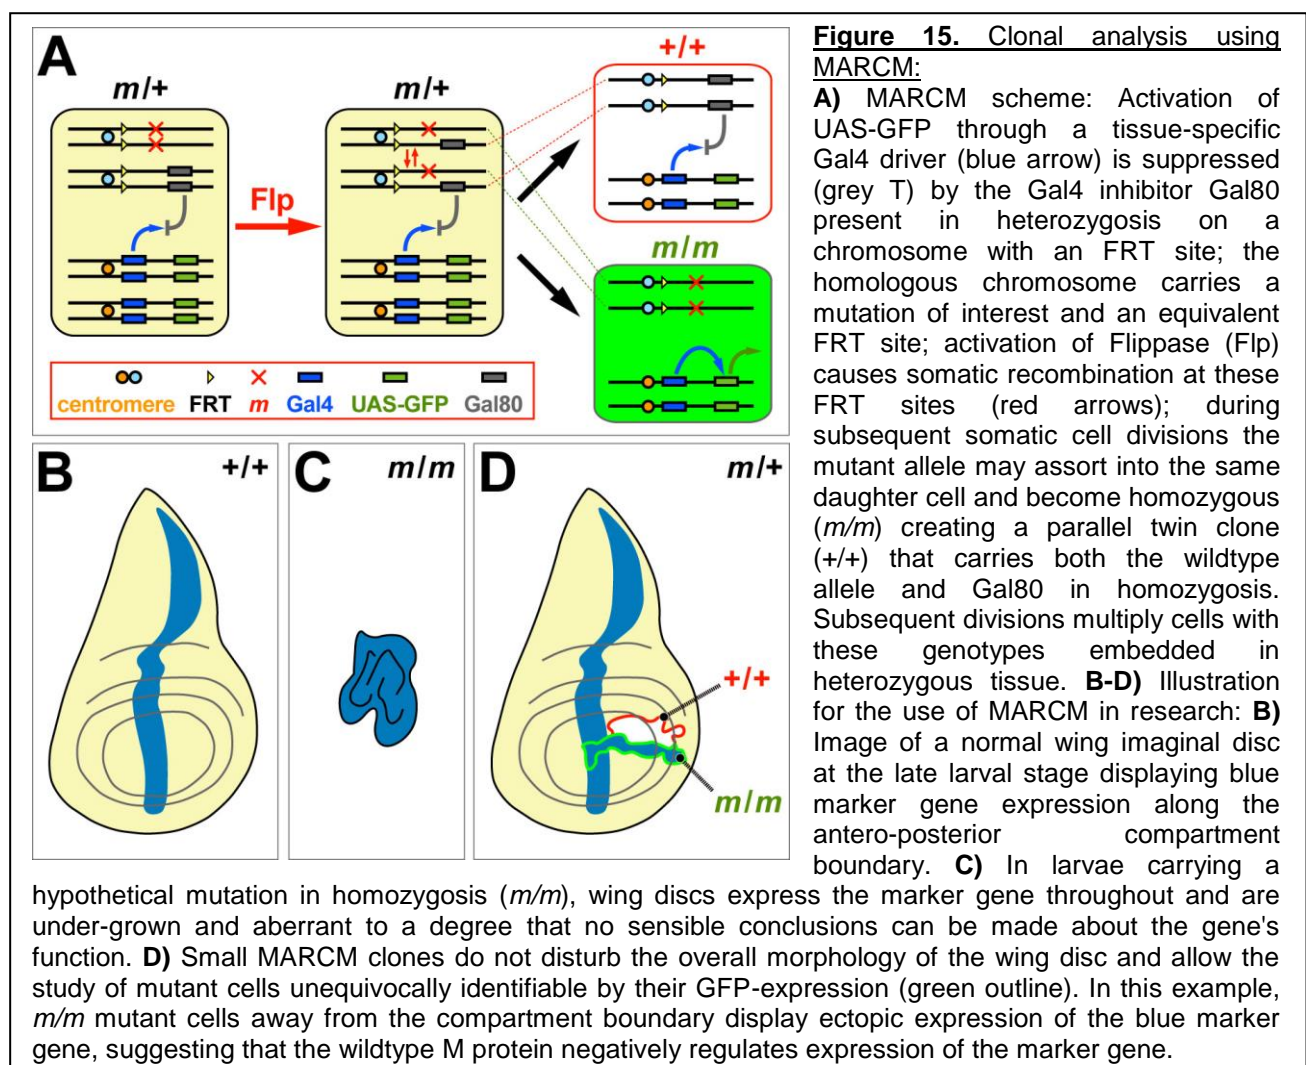 A
m/+
m/+
+/+
Flp
m/m
centromere FRT m Gal4 UAS-GFP Gal80
B
+/+
C
m/m
D
m/+
+/+
m/m
Figure 15. Clonal analysis using
MARCM:
A) MARCM scheme: Activation of
UAS-GFP through a tissue-specific
Gal4 driver (blue arrow) is suppressed
(grey T) by the Gal4 inhibitor Gal80
present in heterozygosis on a
chromosome with an FRT site; the
homologous chromosome carries a
mutation of interest and an equivalent
FRT site; activation of Flippase (Flp)
causes somatic recombination at these
FRT sites (red arrows); during
subsequent somatic cell divisions the
mutant allele may assort into the same
daughter cell and become homozygous
(m/m) creating a parallel twin clone
(+/+) that carries both the wildtype
allele and Gal80 in homozygosis.
Subsequent divisions multiply cells with
these genotypes embedded in
heterozygous tissue. B-D) Illustration
for the use of MARCM in research: B)
Image of a normal wing imaginal disc
at the late larval stage displaying blue
marker gene expression along the
antero-posterior compartment
boundary. C) In larvae carrying a
hypothetical mutation in homozygosis (m/m), wing discs express the marker gene throughout and are
under-grown and aberrant to a degree that no sensible conclusions can be made about the gene's
function. D) Small MARCM clones do not disturb the overall morphology of the wing disc and allow the
study of mutant cells unequivocally identifiable by their GFP-expression (green outline). In this example,
m/m mutant cells away from the compartment boundary display ectopic expression of the blue marker
gene, suggesting that the wildtype M protein negatively regulates expression of the marker gene.